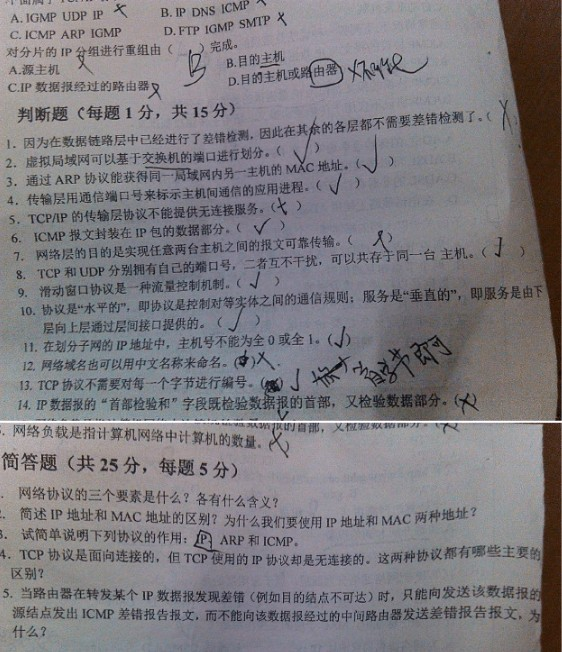 A. IGMP UDP IP ×
B. IP DNS ICMP ×
C. ICMP ARP IGMP
D. FTP IGMP SMTP ×
对分片的 IP 分组进行重组由（ B ）完成。
A.源主机 ×
B.目的主机
C.IP 数据报经过的路由器 ×
D.目的主机或路由器 ×
判断题（每题 1 分，共 15 分）
1. 因为在数据链路层中已经进行了差错检测，因此在其余的各层都不需要差错检测了。（ × ）
2. 虚拟局域网可以基于交换机的端口进行划分。（ √ ）
3. 通过 ARP 协议能获得同一局域网内另一主机的 MAC 地址。（ √ ）
4. 传输层用通信端口号来标示主机间通信的应用进程。（ √ ）
5. TCP/IP 的传输层协议不能提供无连接服务。（ × ）
6. ICMP 报文封装在 IP 包的数据部分。（ √ ）
7. 网络层的目的是实现任意两台主机之间的报文可靠传输。（ × ）
8. TCP 和 UDP 分别拥有自己的端口号，二者互不干扰，可以共存于同一台 主机。（ √ ）
9. 滑动窗口协议是一种流量控制机制。（ √ ）
10. 协议是“水平的”，即协议是控制对等实体之间的通信规则；服务是“垂直的”，即服务是由下
层向上层通过层间接口提供的。（ √ ）
11. 在划分子网的 IP 地址中，主机号不能为全 0 或全 1。（√）
12. 网络域名也可以用中文名称来命名。（ ）×
13. TCP 协议不需要对每一个字节进行编号。（ ）√
14. IP 数据报的“首部检验和”字段既检验数据报的首部，又检验数据部分。（×）
. 网络负载是指计算机网络中计算机的数量。（×
简答题（共 25 分，每题 5 分）
. 网络协议的三个要素是什么？各有什么含义？
. 简述 IP 地址和 MAC 地址的区别？为什么我们要使用 IP 地址和 MAC 两种地址？
. 试简单说明下列协议的作用：IP ARP 和 ICMP。
4. TCP 协议是面向连接的，但 TCP 使用的 IP 协议却是无连接的。这两种协议都有哪些主要的
区别？
5. 当路由器在转发某个 IP 数据报发现差错（例如目的结点不可达）时，只能向发送该数据报的
源结点发出 ICMP 差错报告报文，而不能向该数据报经过的中间路由器发送差错报告报文，为
什么？